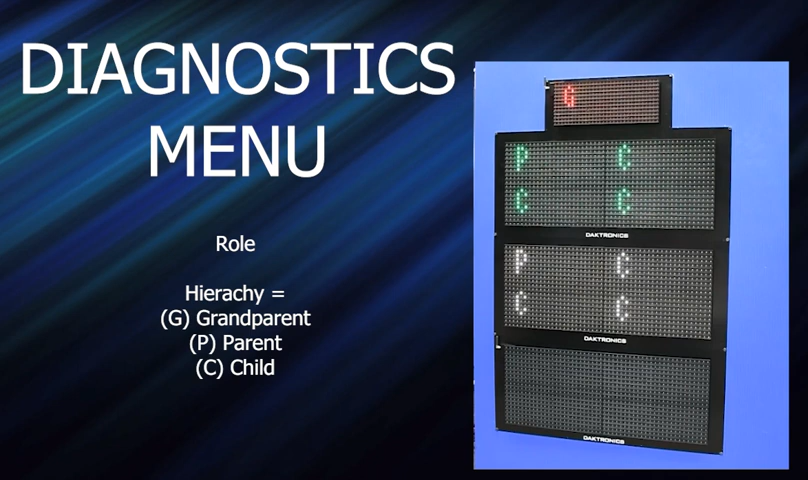 DIAGNOSTICS
MENU
Role
Hierachy =
(G) Grandparent
(P) Parent
(C) Child
G
P C
C C
DAKTRONICS
P C
C C
DAKTRONICS
DAKTRONICS